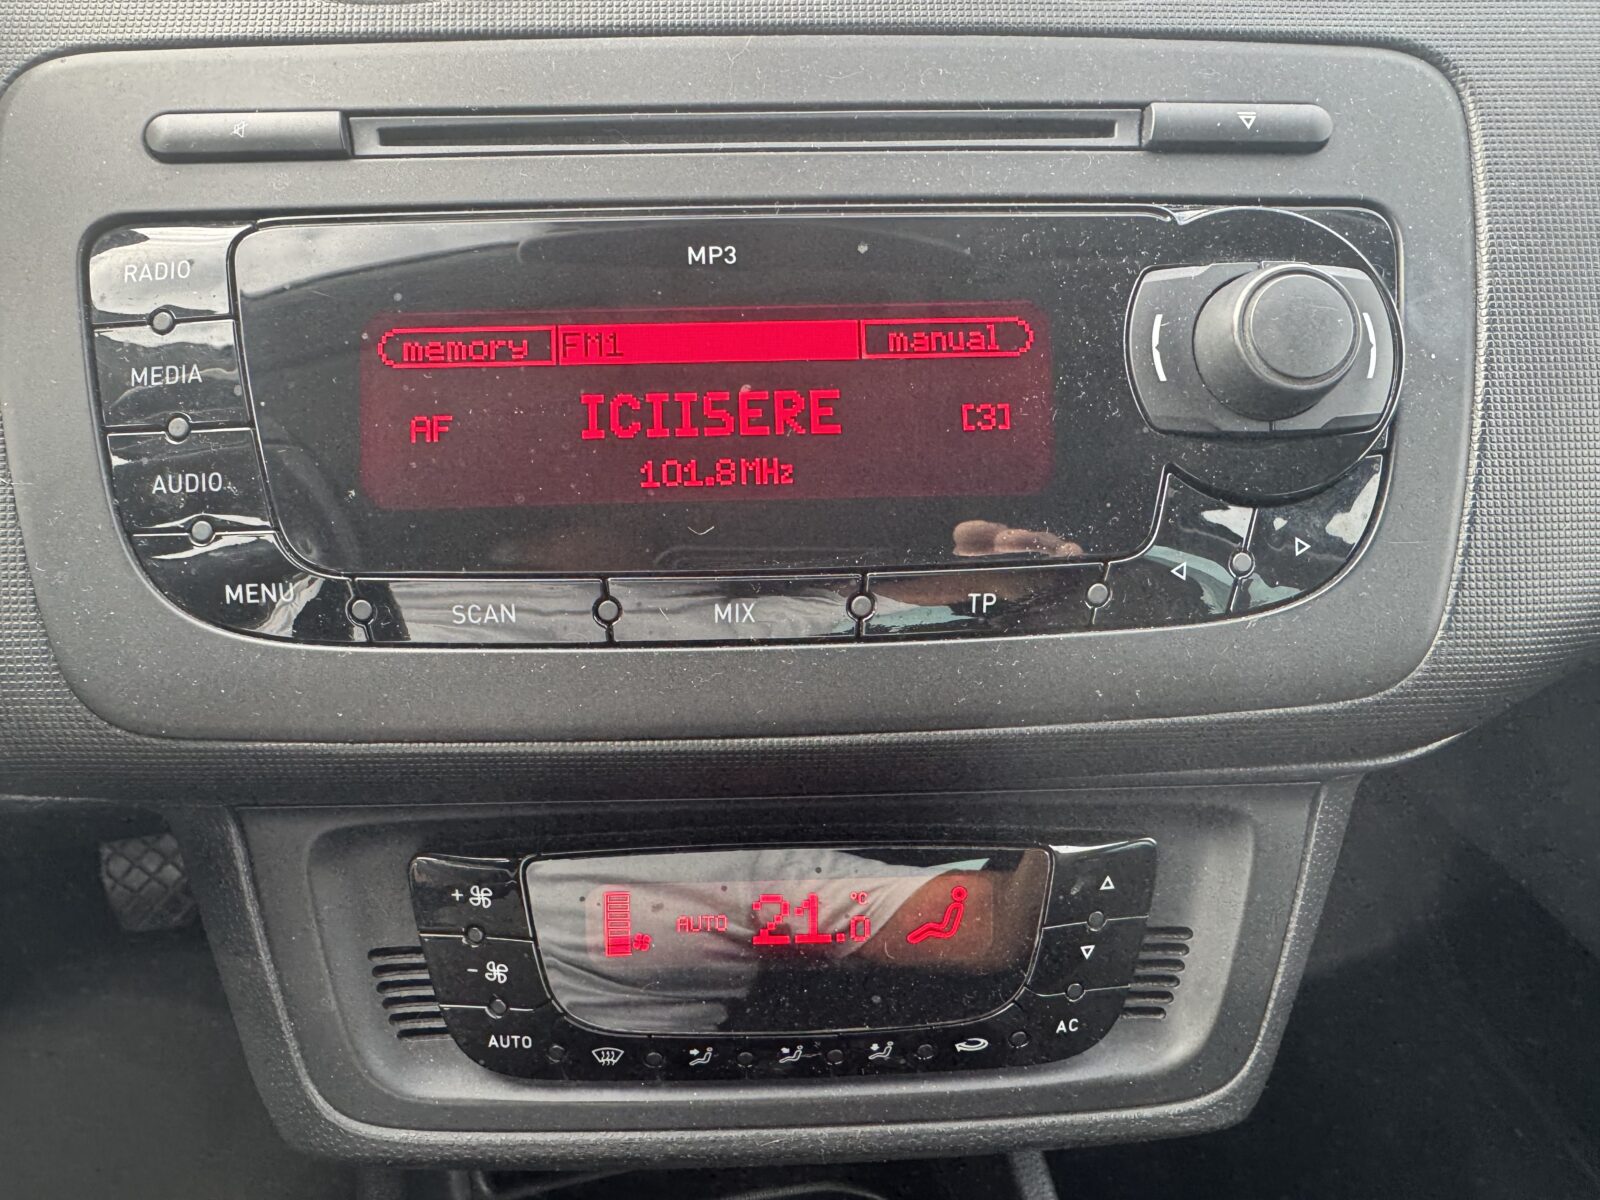 MP3
RADIO
MEDIA
AUDIO
MENU
memory FM1 manual
AF ICIISERE [3]
101.8MHz
SCAN MIX TP
AUTO 21.0 °C
+
-
AUTO
AC